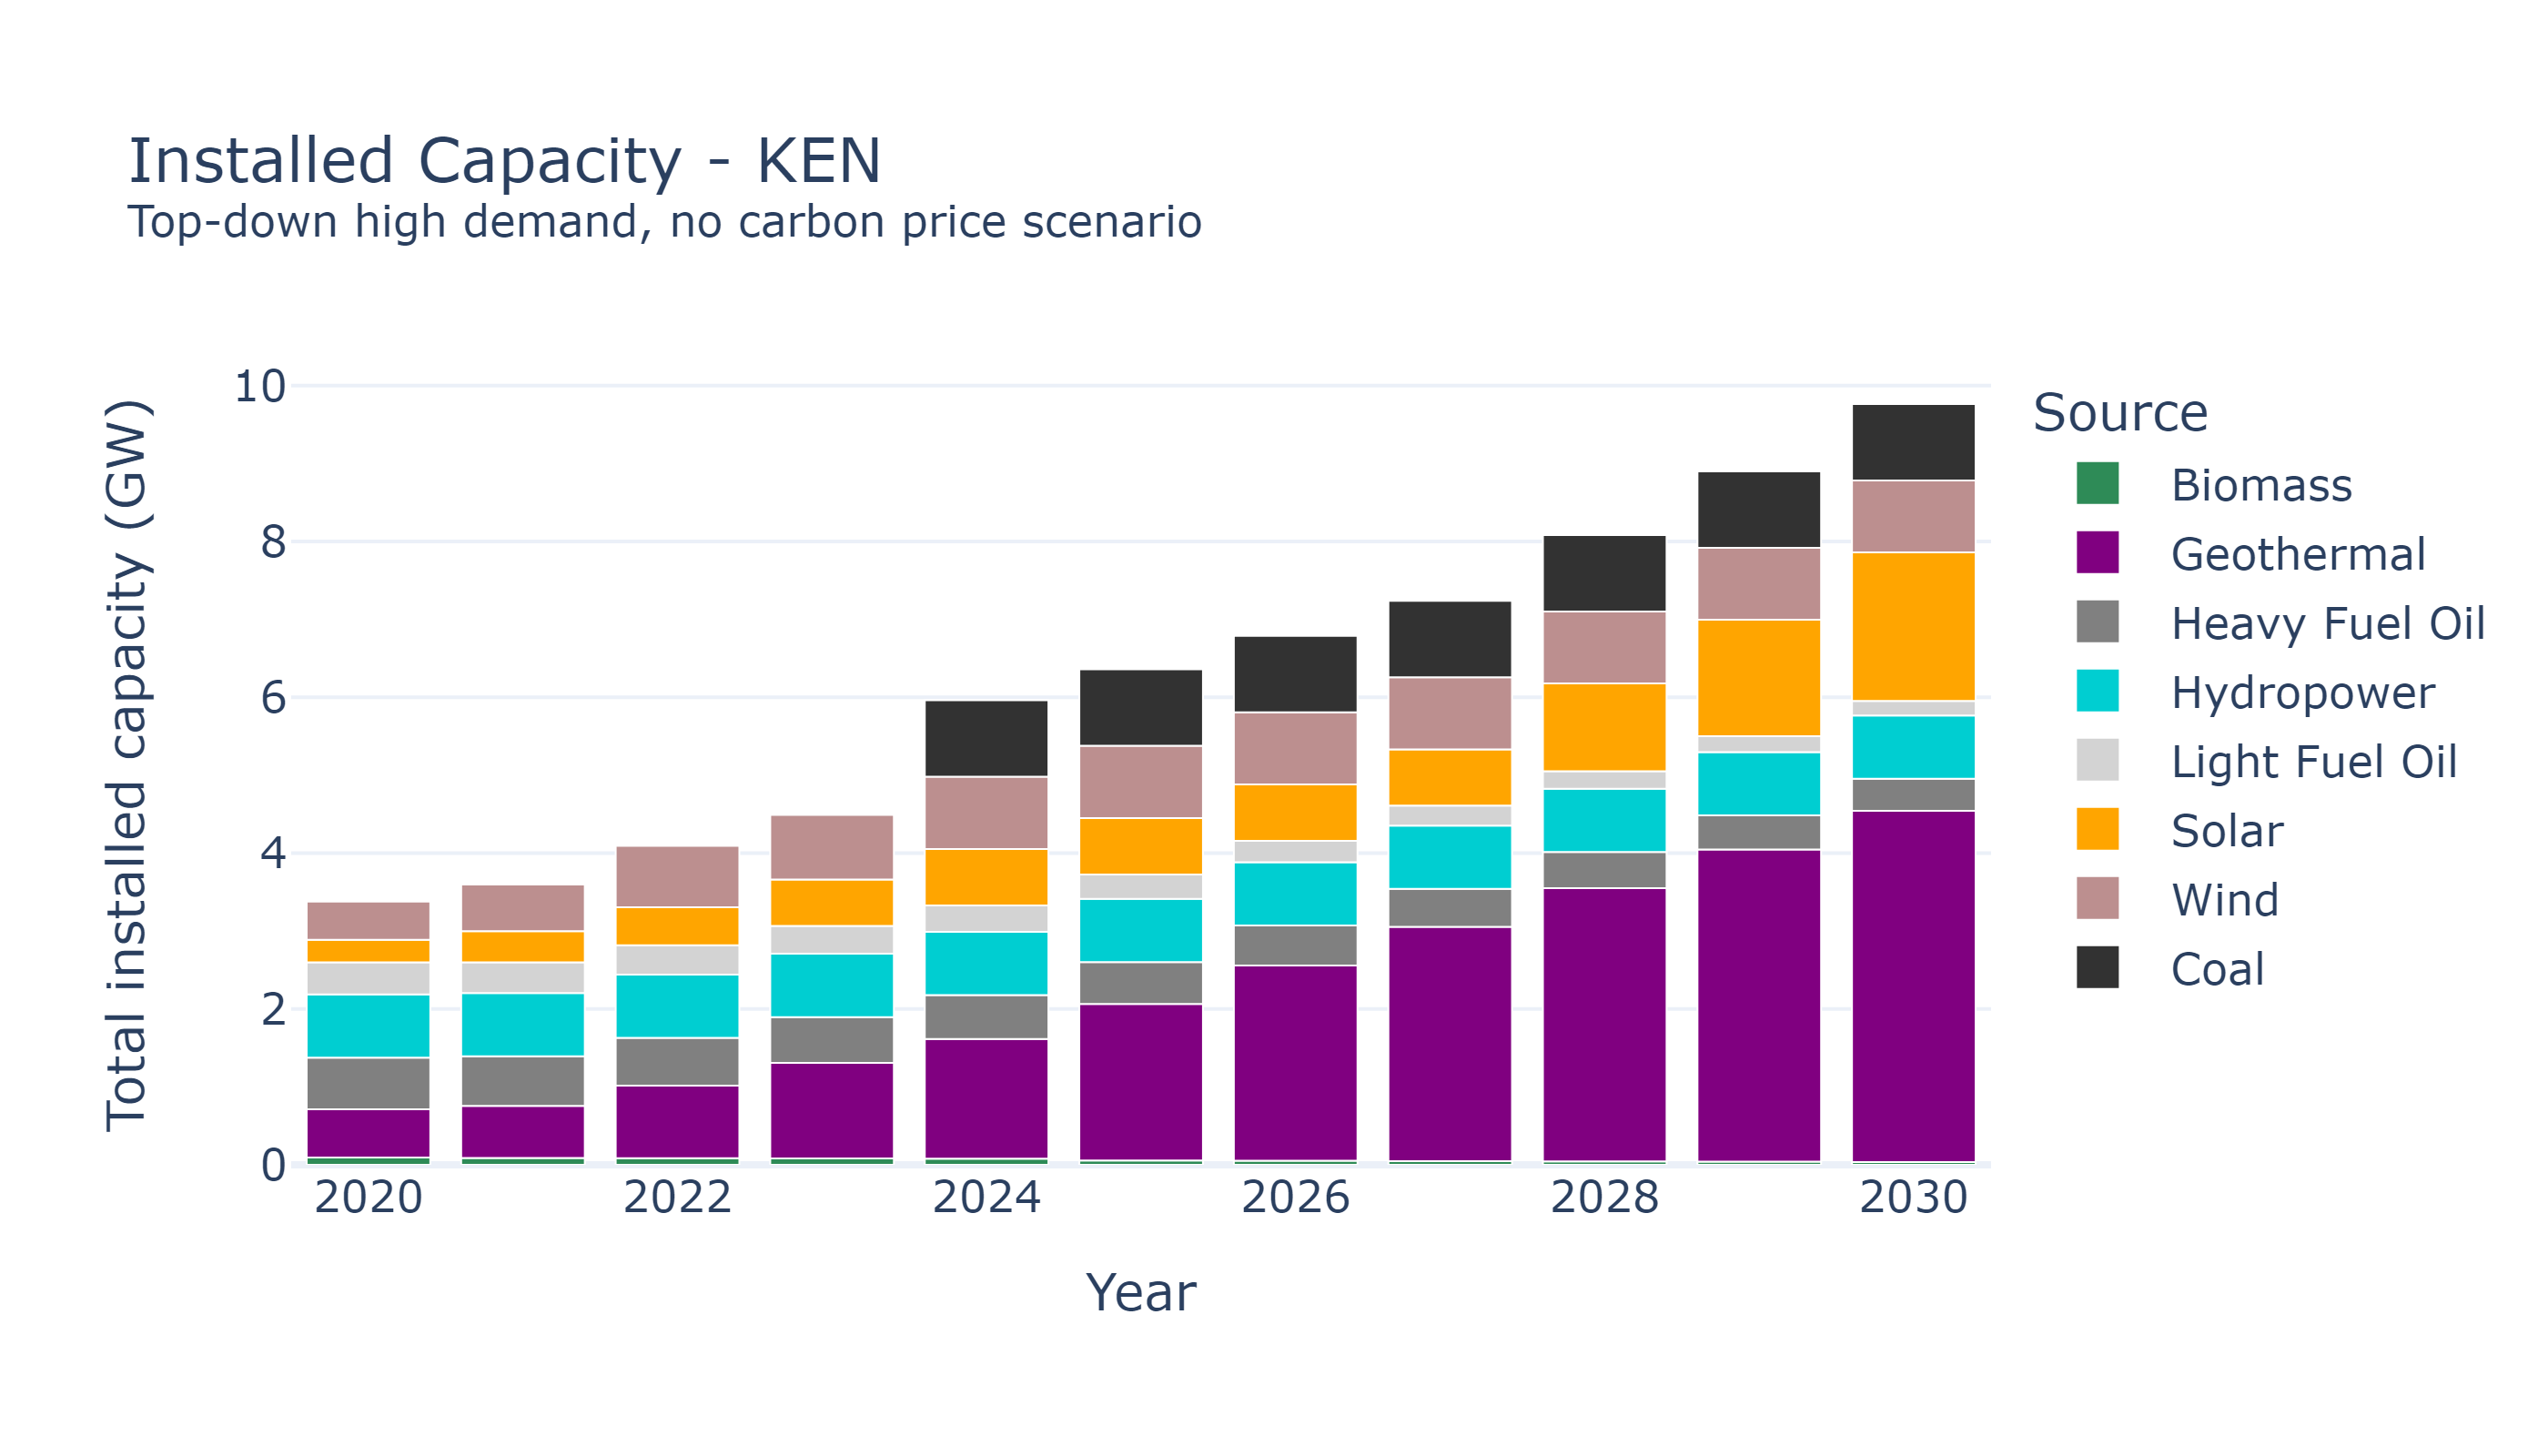 Installed Capacity - KEN
Top-down high demand, no carbon price scenario
Total installed capacity (GW)
10
8
6
4
2
0
2020 2022 2024 2026 2028 2030
Year
Source
Biomass
Geothermal
Heavy Fuel Oil
Hydropower
Light Fuel Oil
Solar
Wind
Coal